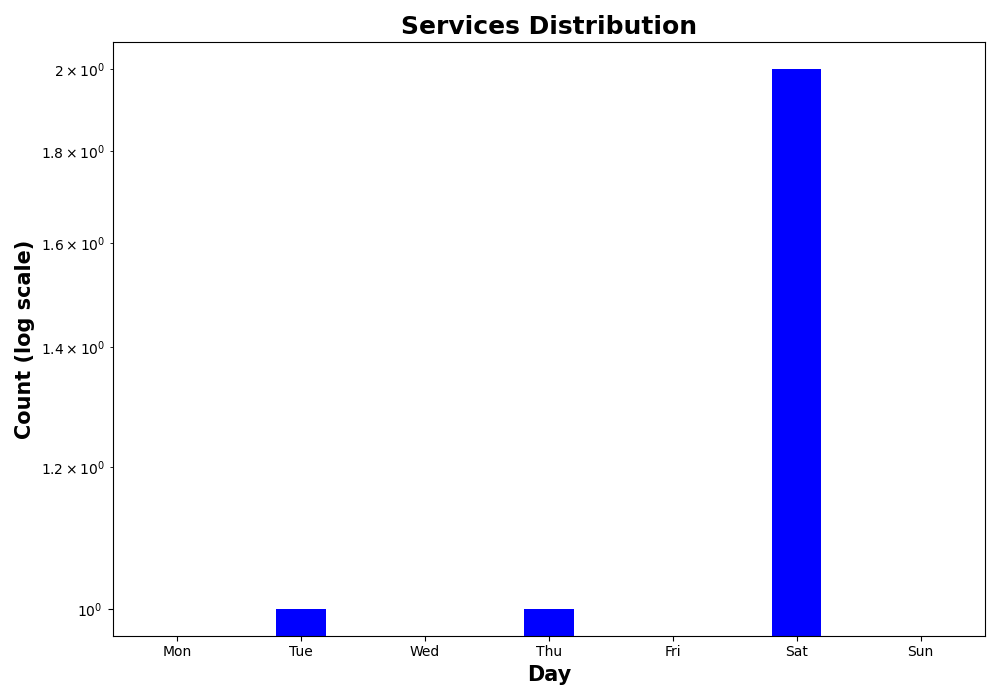 Services Distribution
Count (log scale)
2 × 10⁰
1.8 × 10⁰
1.6 × 10⁰
1.4 × 10⁰
1.2 × 10⁰
10⁰
Mon Tue Wed Thu Fri Sat Sun
Day